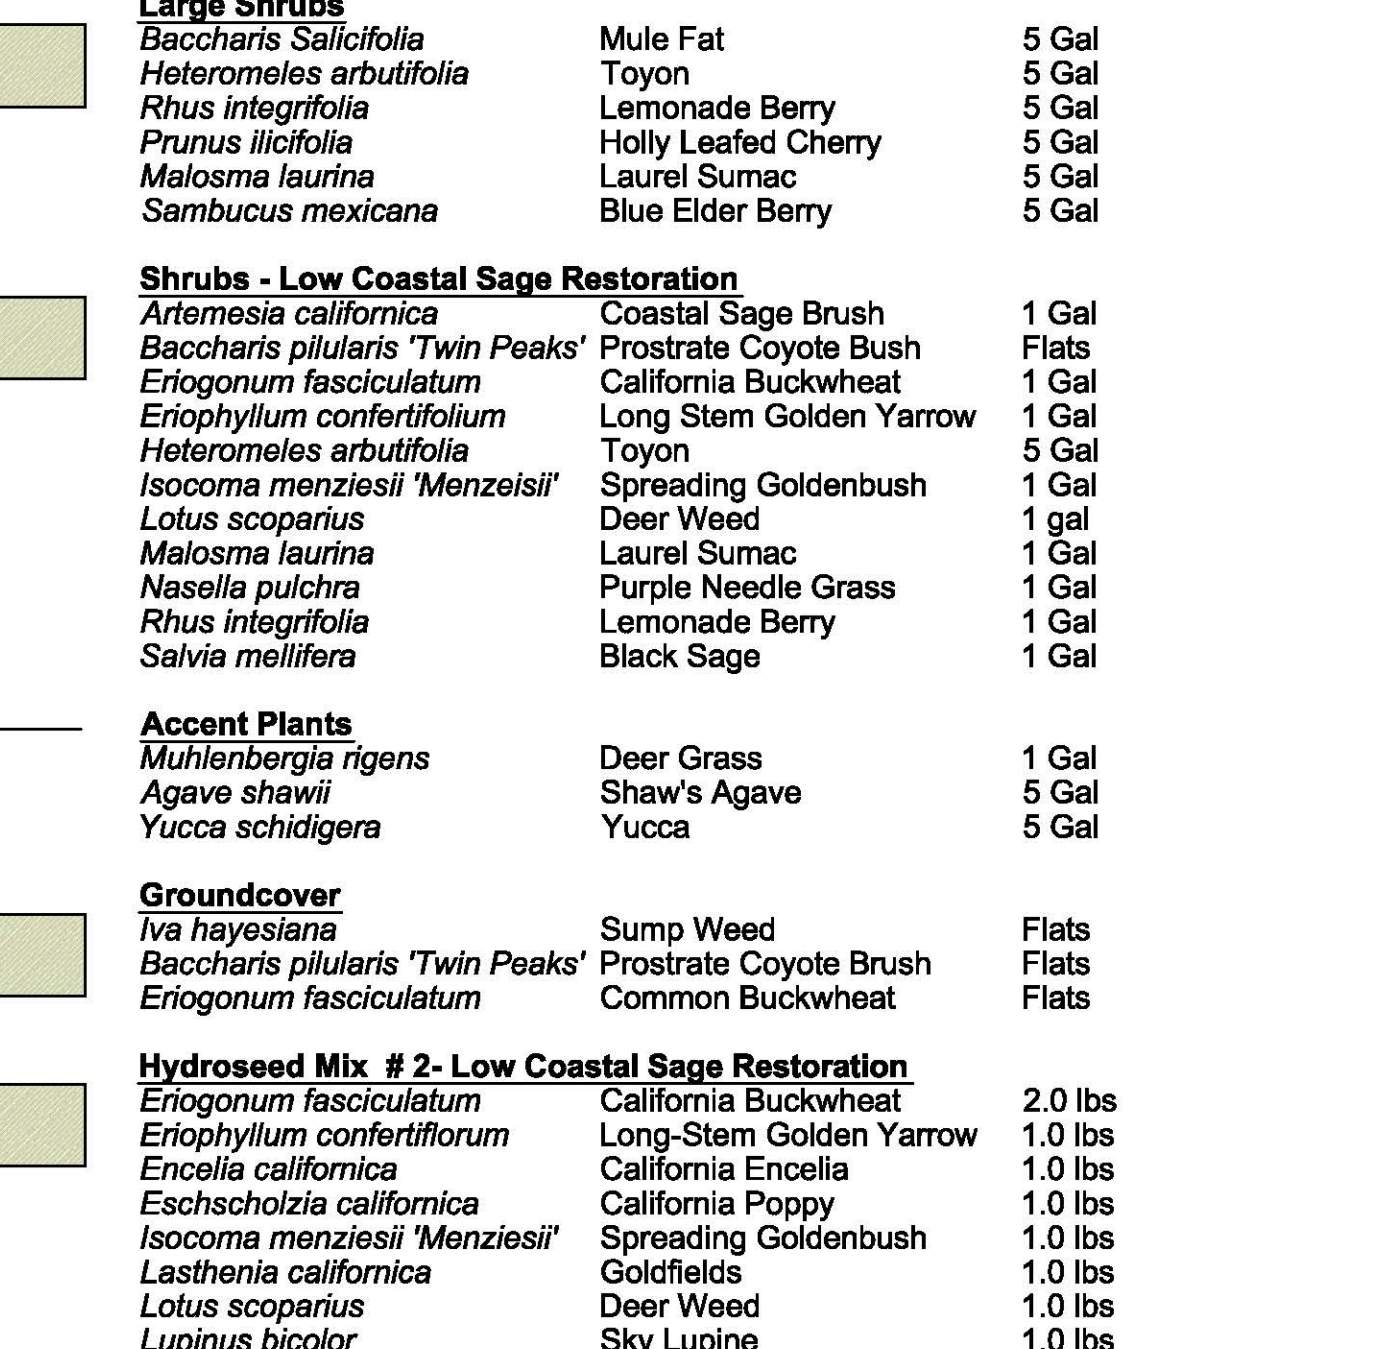 Large Shrubs
Baccharis Salicifolia Mule Fat 5 Gal
Heteromeles arbutifolia Toyon 5 Gal
Rhus integrifolia Lemonade Berry 5 Gal
Prunus ilicifolia Holly Leafed Cherry 5 Gal
Malosma laurina Laurel Sumac 5 Gal
Sambucus mexicana Blue Elder Berry 5 Gal
Shrubs - Low Coastal Sage Restoration
Artemesia californica Coastal Sage Brush 1 Gal
Baccharis pilularis 'Twin Peaks' Prostrate Coyote Bush Flats
Eriogonum fasciculatum California Buckwheat 1 Gal
Eriophyllum confertifolium Long Stem Golden Yarrow 1 Gal
Heteromeles arbutifolia Toyon 5 Gal
Isocoma menziesii 'Menzeisii' Spreading Goldenbush 1 Gal
Lotus scoparius Deer Weed 1 gal
Malosma laurina Laurel Sumac 1 Gal
Nasella pulchra Purple Needle Grass 1 Gal
Rhus integrifolia Lemonade Berry 1 Gal
Salvia mellifera Black Sage 1 Gal
Accent Plants
Muhlenbergia rigens Deer Grass 1 Gal
Agave shawii Shaw's Agave 5 Gal
Yucca schidigera Yucca 5 Gal
Groundcover
Iva hayesiana Sump Weed Flats
Baccharis pilularis 'Twin Peaks' Prostrate Coyote Brush Flats
Eriogonum fasciculatum Common Buckwheat Flats
Hydroseed Mix # 2- Low Coastal Sage Restoration
Eriogonum fasciculatum California Buckwheat 2.0 lbs
Eriophyllum confertiflorum Long-Stem Golden Yarrow 1.0 lbs
Encelia californica California Encelia 1.0 lbs
Eschscholzia californica California Poppy 1.0 lbs
Isocoma menziesii 'Menziesii' Spreading Goldenbush 1.0 lbs
Lasthenia californica Goldfields 1.0 lbs
Lotus scoparius Deer Weed 1.0 lbs
Lupinus bicolor Sky Lupine 1.0 lbs